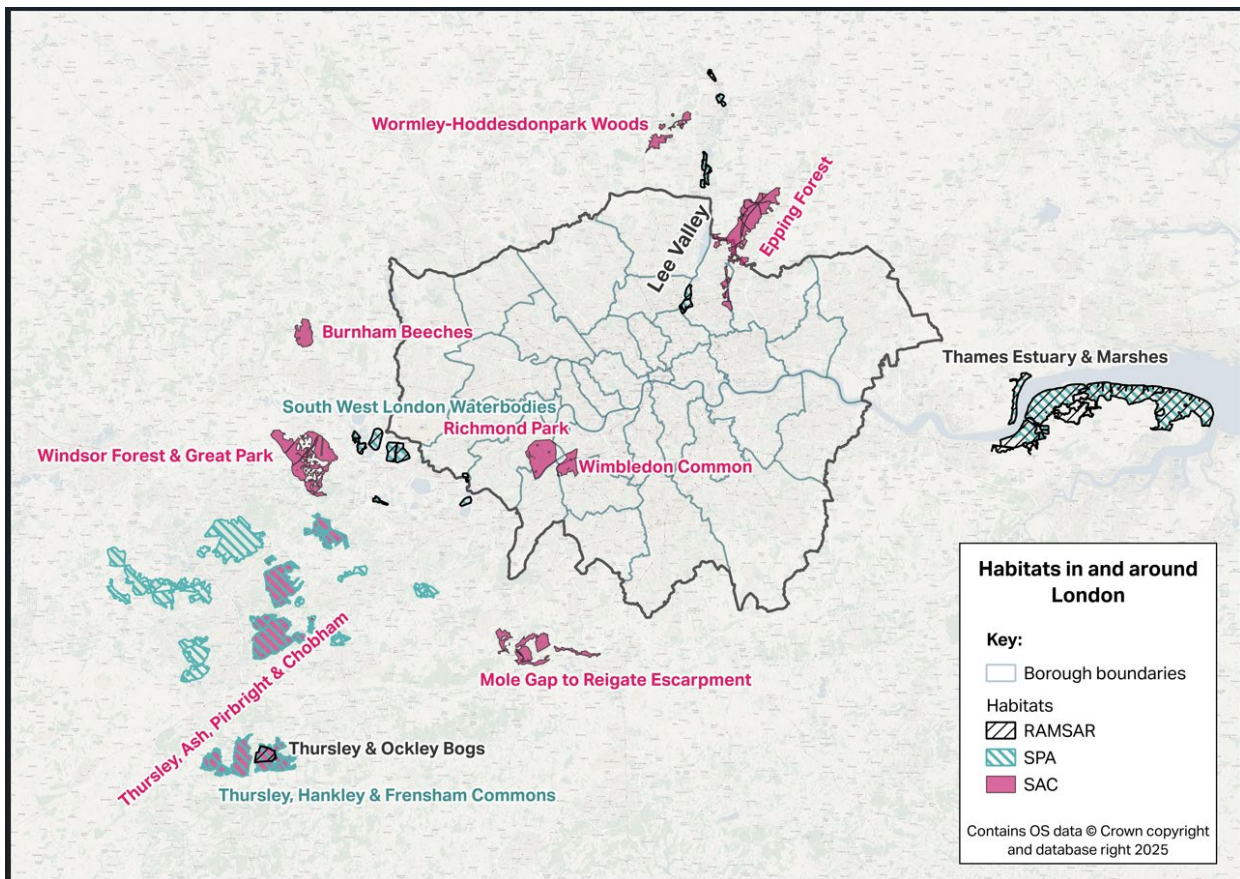 Wormley-Hoddesdonpark Woods
Epping Forest
Lee Valley
Burnham Beeches
Thames Estuary & Marshes
South West London Waterbodies
Richmond Park
Windsor Forest & Great Park
Wimbledon Common
Thursley, Ash, Pirbright & Chobham
Mole Gap to Reigate Escarpment
Thursley & Ockley Bogs
Thursley, Hankley & Frensham Commons
Habitats in and around
London
Key:
Borough boundaries
Habitats
RAMSAR
SPA
SAC
Contains OS data © Crown copyright
and database right 2025